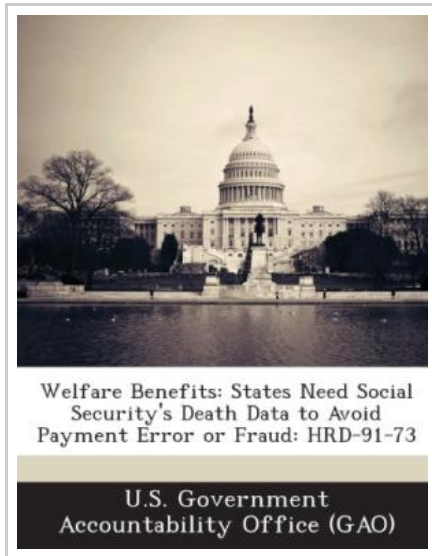 Welfare Benefits: States Need Social
Security's Death Data to Avoid
Payment Error or Fraud: HRD-91-73
U.S. Government
Accountability Office (GAO)